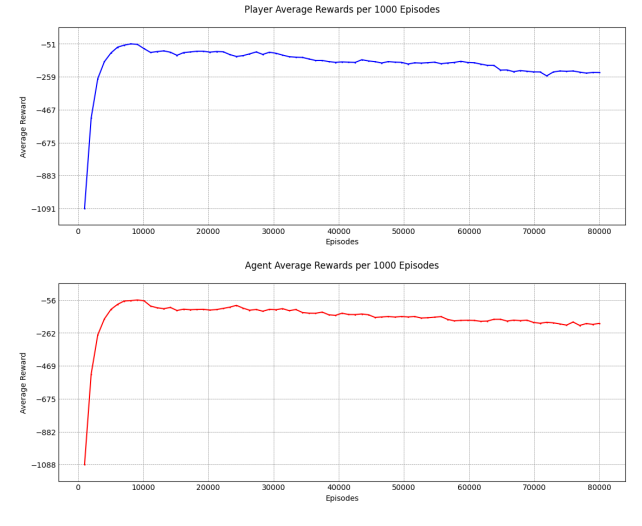 Player Average Rewards per 1000 Episodes
−51
−259
−467
−675
−883
−1091
Average Reward
0 10000 20000 30000 40000 50000 60000 70000 80000
Episodes
Agent Average Rewards per 1000 Episodes
−56
−262
−469
−675
−882
−1088
Average Reward
0 10000 20000 30000 40000 50000 60000 70000 80000
Episodes